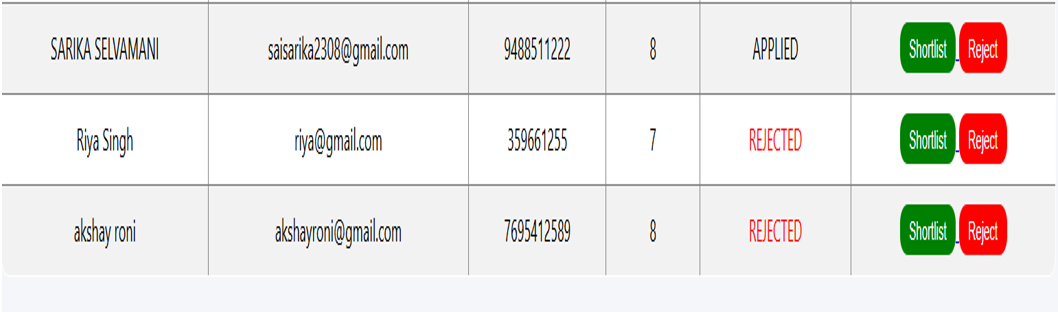 SARIKA SELVAMANI saisarika2308@gmail.com 9488511222 8 APPLIED Shortlist Reject
Riya Singh riya@gmail.com 359661255 7 REJECTED Shortlist Reject
akshay roni akshayroni@gmail.com 7695412589 8 REJECTED Shortlist Reject